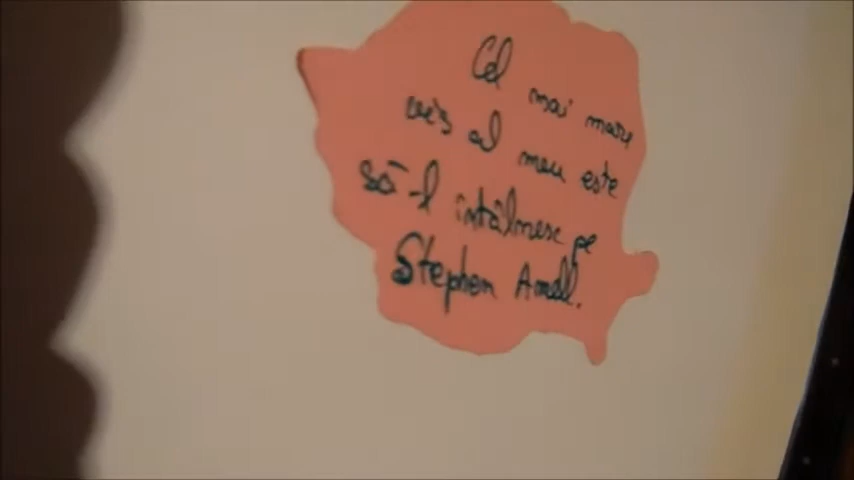 Cel mai mare
vis al meu este
să-l întâlnesc pe
Stephen Amell.